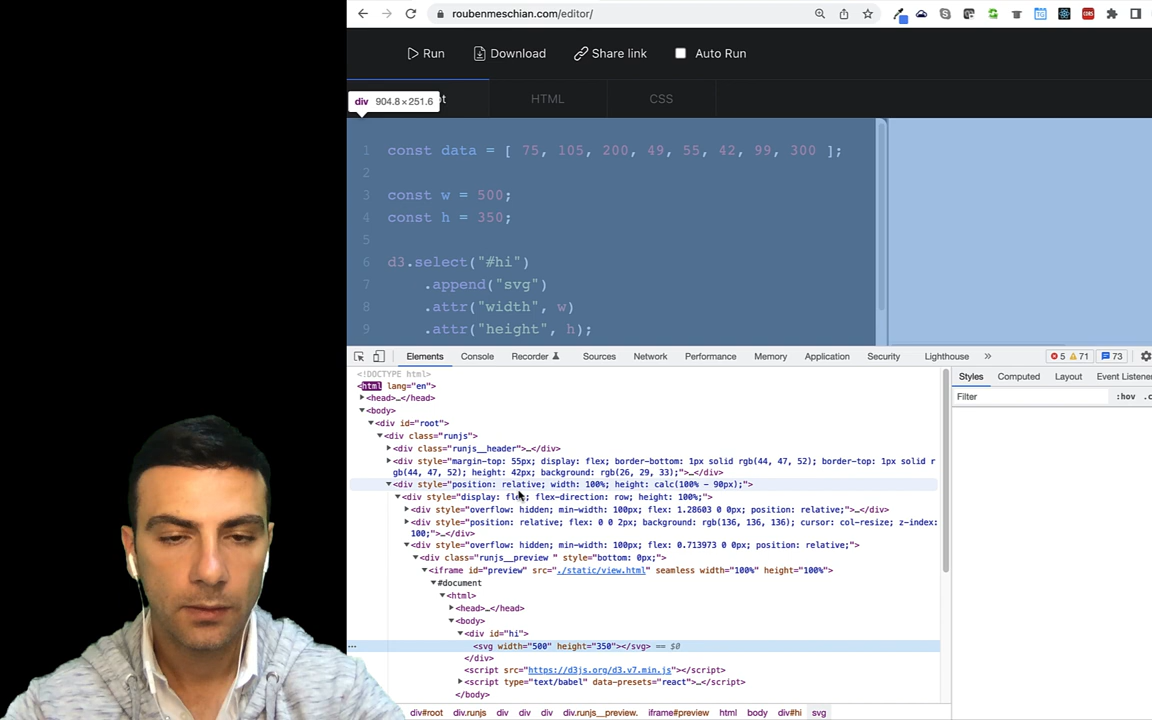 roubenmeschian.com/editor/
Run Download Share link Auto Run
HTML CSS
div 904.8×251.6
1 const data = [ 75, 105, 200, 49, 55, 42, 99, 300 ];
2
3 const w = 500;
4 const h = 350;
5
6 d3.select("#hi")
7 .append("svg")
8 .attr("width", w)
9 .attr("height", h);
Elements Console Recorder Sources Network Performance Memory Application Security Lighthouse » 5 71 73
<!DOCTYPE html>
<html lang="en">
<head>…</head>
<body>
<div id="root">
<div class="runjs">
<div class="runjs__header">…</div>
<div style="margin-top: 55px; display: flex; border-bottom: 1px solid rgb(44, 47, 52); border-top: 1px solid r
gb(44, 47, 52); height: 42px; background: rgb(26, 29, 33);">…</div>
<div style="position: relative; width: 100%; height: calc(100% - 90px);">
<div style="display: flex; flex-direction: row; height: 100%;">
<div style="overflow: hidden; min-width: 100px; flex: 1.28603 0 0px; position: relative;">…</div>
<div style="position: relative; flex: 0 0 2px; background: rgb(136, 136, 136); cursor: col-resize; z-index:
100;">…</div>
<div style="overflow: hidden; min-width: 100px; flex: 0.713973 0 0px; position: relative;">
<div class="runjs__preview " style="bottom: 0px;">
<iframe id="preview" src="./static/view.html" seamless width="100%" height="100%">
#document
<html>
<head>…</head>
<body>
<div id="hi">
… <svg width="500" height="350"></svg> == $0
</div>
<script src="https://d3js.org/d3.v7.min.js"></script>
<script type="text/babel" data-presets="react">…</script>
</body>
div#root div.runjs div div div div.runjs__preview. iframe#preview html body div#hi svg
Styles Computed Layout Event Listener
Filter :hov .c